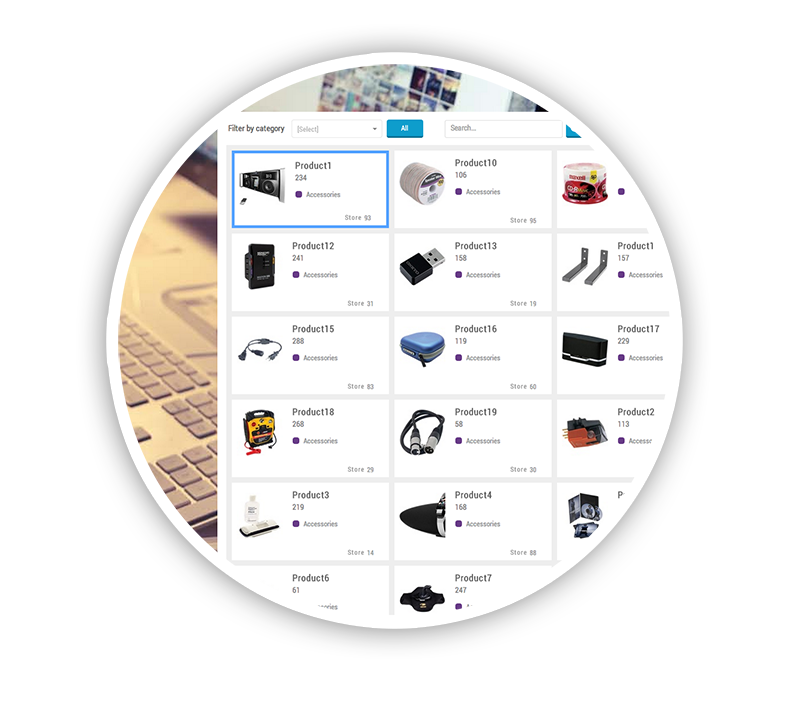 Filter by category [Select] All Search...
Product1
234
Accessories
Store 93
Product10
106
Accessories
Store 95
maxell
CD-R
Product12
241
Accessories
Store 31
Product13
158
Accessories
Store 19
Product1
157
Accessories
Product15
288
Accessories
Store 83
Product16
119
Accessories
Store 60
Product17
229
Accessories
Product18
268
Accessories
Store 29
Product19
58
Accessories
Store 30
Product2
113
Product3
219
Accessories
Store 14
Product4
168
Accessories
Store 88
P
Product6
61
Product7
247